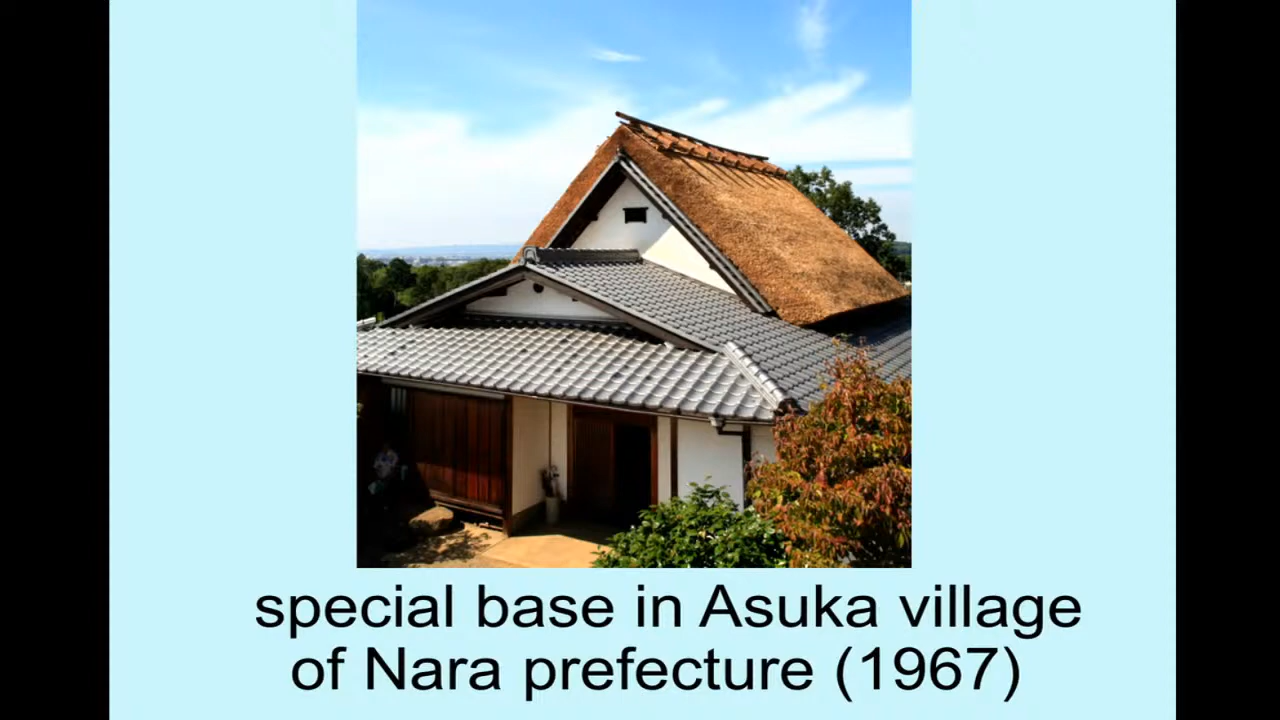 special base in Asuka village
of Nara prefecture (1967)